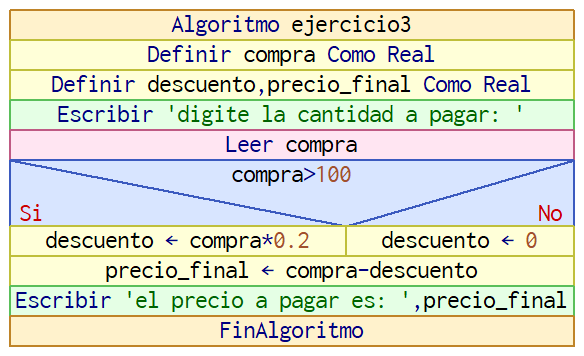 Algoritmo ejercicio3
Definir compra Como Real
Definir descuento,precio_final Como Real
Escribir 'digite la cantidad a pagar: '
Leer compra
compra>100
Si No
descuento ← compra*0.2 descuento ← 0
precio_final ← compra-descuento
Escribir 'el precio a pagar es: ',precio_final
FinAlgoritmo